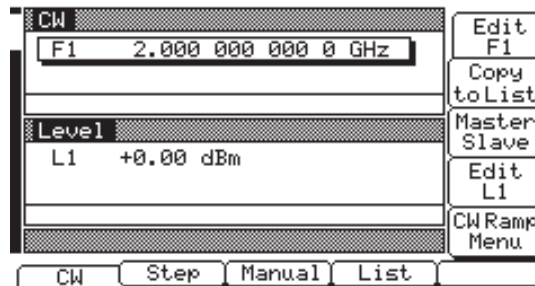 CW
F1 2.000 000 000 0 GHz
Level
L1 +0.00 dBm
Edit
F1
Copy
to List
Master-
Slave
Edit
L1
CW Ramp
Menu
CW Step Manual List